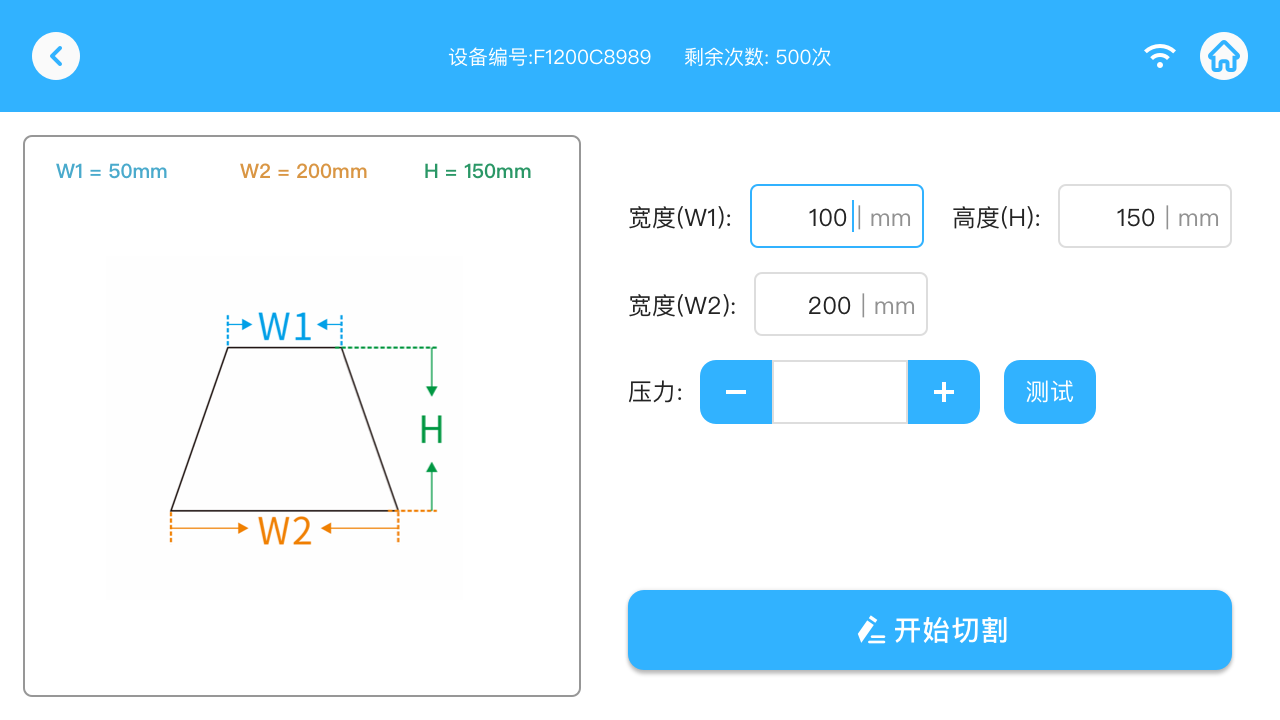 设备编号:F1200C8989 剩余次数: 500次
W1 = 50mm W2 = 200mm H = 150mm
W1
H
W2
宽度(W1): 100 | mm 高度(H): 150 | mm
宽度(W2): 200 | mm
压力: − + 测试
开始切割